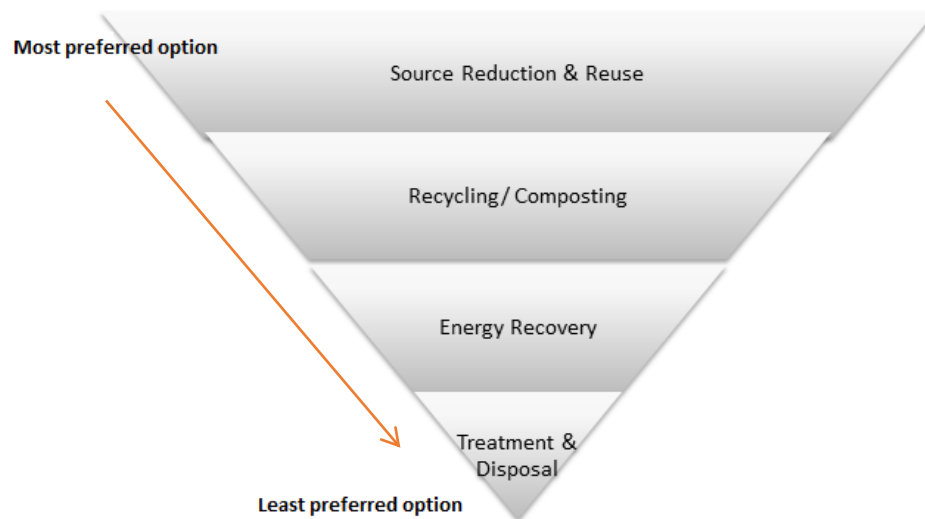 Most preferred option
Source Reduction & Reuse
Recycling/ Composting
Energy Recovery
Treatment &
Disposal
Least preferred option